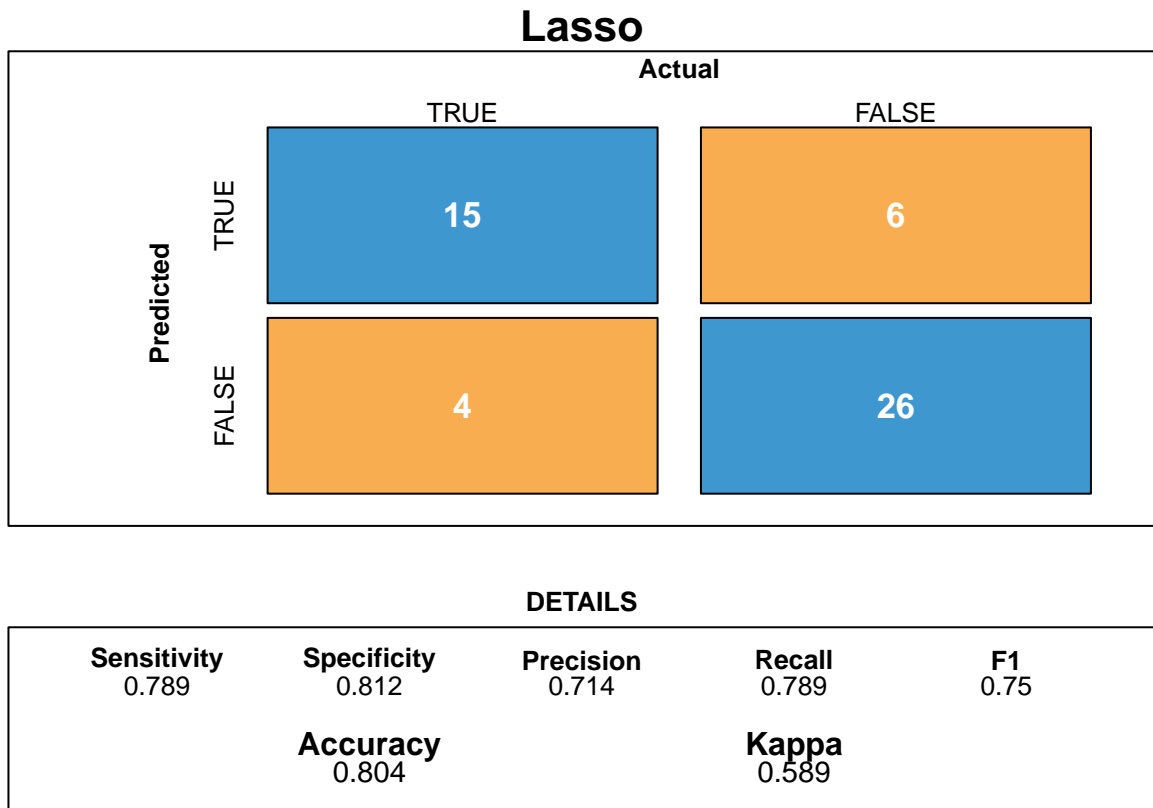 Lasso
Actual
TRUE FALSE
Predicted
TRUE
15 6
FALSE
4 26
DETAILS
Sensitivity Specificity Precision Recall F1
0.789 0.812 0.714 0.789 0.75
Accuracy Kappa
0.804 0.589